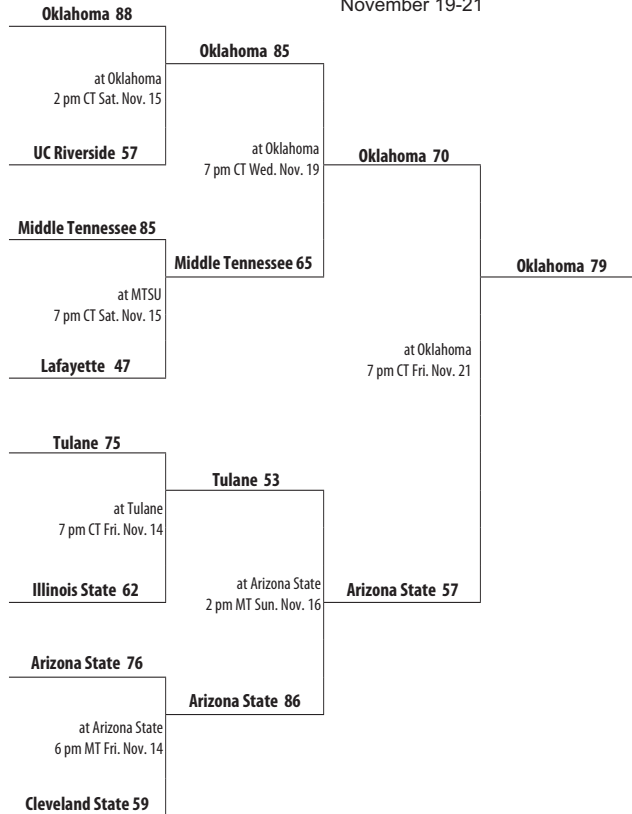 November 19-21
Oklahoma 88
Oklahoma 85
at Oklahoma
2 pm CT Sat. Nov. 15
UC Riverside 57
at Oklahoma
7 pm CT Wed. Nov. 19
Oklahoma 70
Middle Tennessee 85
Middle Tennessee 65
Oklahoma 79
at MTSU
7 pm CT Sat. Nov. 15
Lafayette 47
at Oklahoma
7 pm CT Fri. Nov. 21
Tulane 75
Tulane 53
at Tulane
7 pm CT Fri. Nov. 14
Illinois State 62
at Arizona State
2 pm MT Sun. Nov. 16
Arizona State 57
Arizona State 76
Arizona State 86
at Arizona State
6 pm MT Fri. Nov. 14
Cleveland State 59